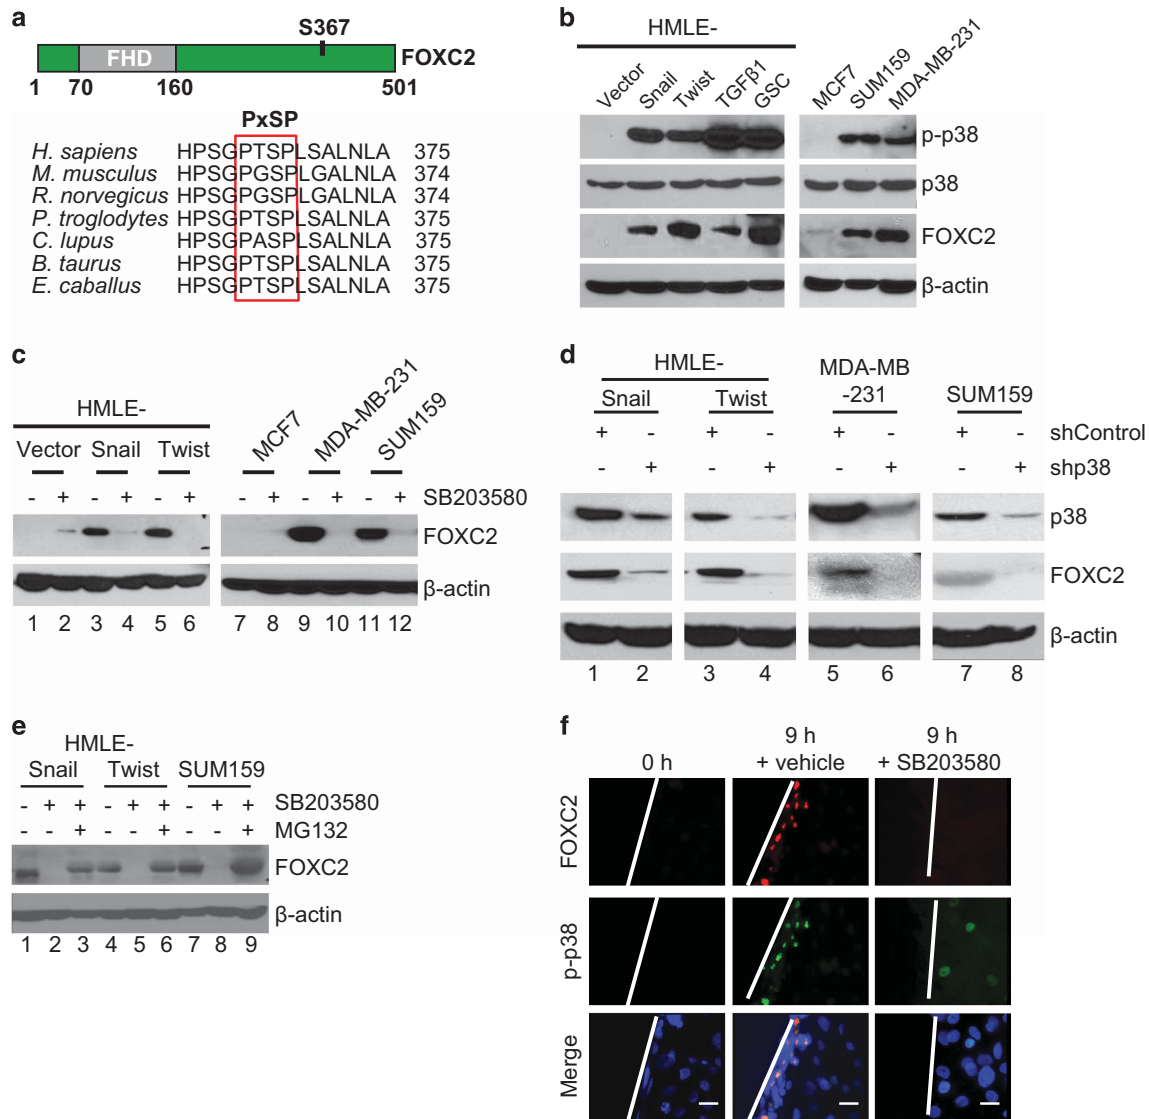 a
S367
FHD FOXC2
1 70 160 501
PxSP
H. sapiens HPSGPTSPLSALNLA 375
M. musculus HPSGPGSPLGALNLA 374
R. norvegicus HPSGPGSPLGALNLA 374
P. troglodytes HPSGPTSPLSALNLA 375
C. lupus HPSGPASPLSALNLA 375
B. taurus HPSGPTSPLSALNLA 375
E. caballus HPSGPTSPLSALNLA 375
b
HMLE-
Vector Snail Twist TGFβ1 GSC MCF7 SUM159 MDA-MB-231
p-p38
p38
FOXC2
β-actin
c
HMLE-
Vector Snail Twist MCF7 MDA-MB-231 SUM159
- + - + - + - + - + - + SB203580
FOXC2
β-actin
1 2 3 4 5 6 7 8 9 10 11 12
d
HMLE- MDA-MB
Snail Twist -231 SUM159
+ - + - + - + - shControl
- + - + - + - + shp38
p38
FOXC2
β-actin
1 2 3 4 5 6 7 8
e
HMLE-
Snail Twist SUM159
- + + - + + - + + SB203580
- - + - - + - - + MG132
FOXC2
β-actin
1 2 3 4 5 6 7 8 9
f
9 h 9 h
0 h + vehicle + SB203580
FOXC2
p-p38
Merge